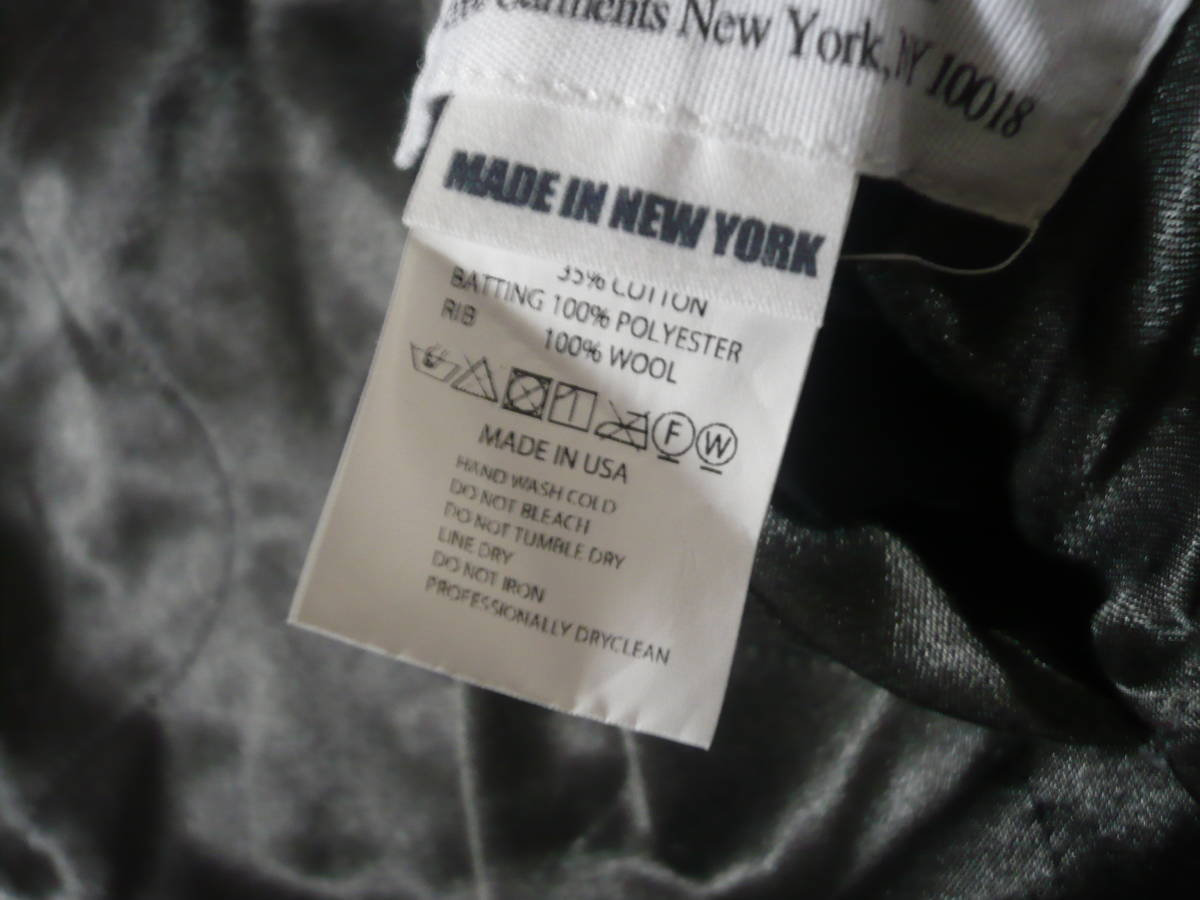 Garments New York, NY 10018
MADE IN NEW YORK
35% COTTON
BATTING 100% POLYESTER
RIB 100% WOOL
F W
MADE IN USA
HAND WASH COLD
DO NOT BLEACH
DO NOT TUMBLE DRY
LINE DRY
DO NOT IRON
PROFESSIONALLY DRYCLEAN